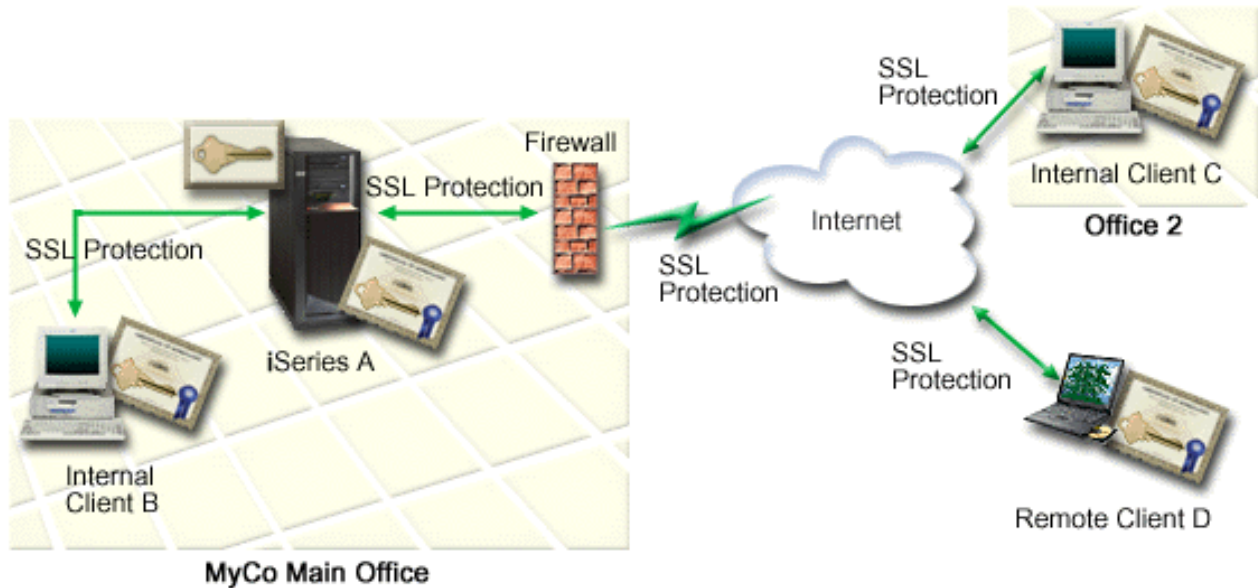 SSL
Protection
Internal Client C
Office 2
Firewall
SSL Protection
Internet
SSL Protection
SSL
Protection
iSeries A
SSL
Protection
Internal
Client B
Remote Client D
MyCo Main Office